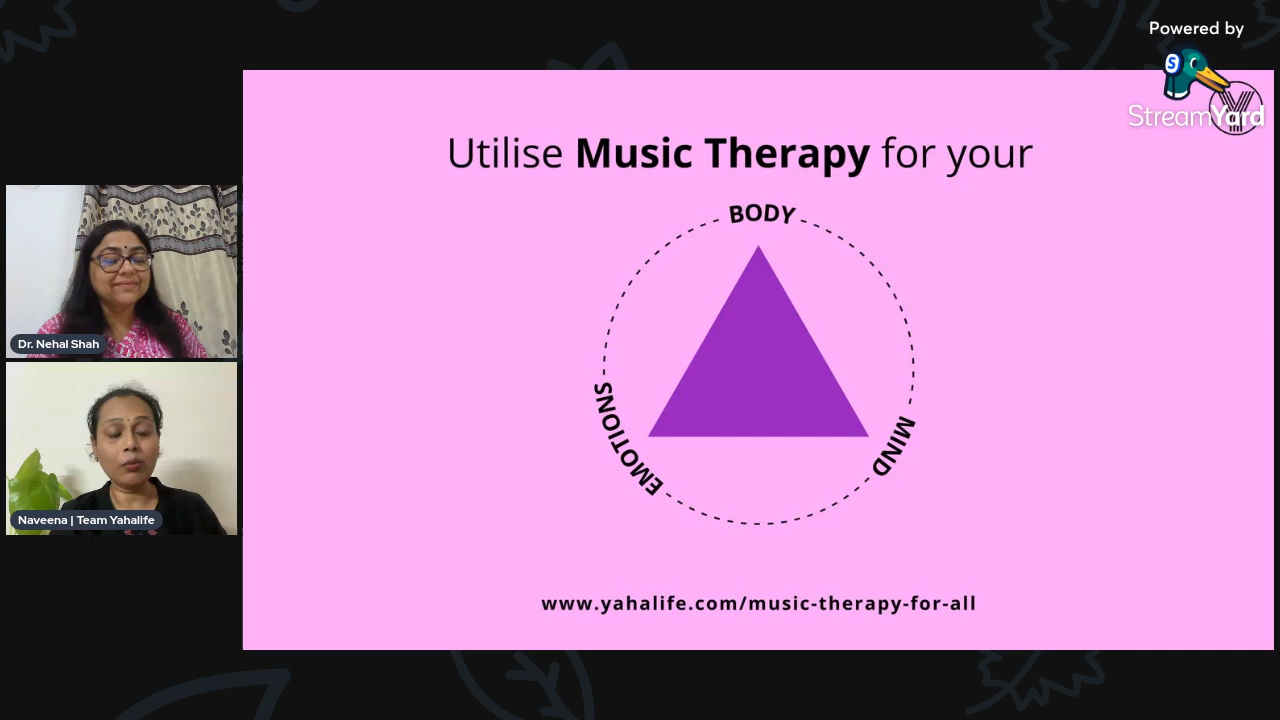 Powered by
StreamYard
Utilise Music Therapy for your
BODY
EMOTIONS
MIND
Dr. Nehal Shah
Naveena | Team Yahalife
www.yahalife.com/music-therapy-for-all